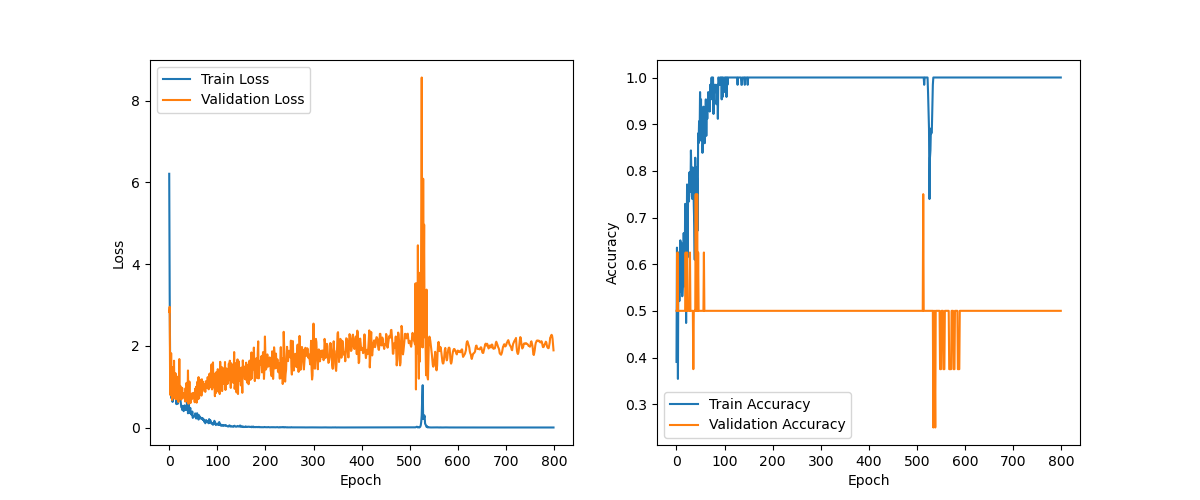 Train Loss
Validation Loss
8
6
4
2
0
0 100 200 300 400 500 600 700 800
Epoch
Loss
1.0
0.9
0.8
0.7
0.6
0.5
0.4
0.3
Train Accuracy
Validation Accuracy
0 100 200 300 400 500 600 700 800
Epoch
Accuracy